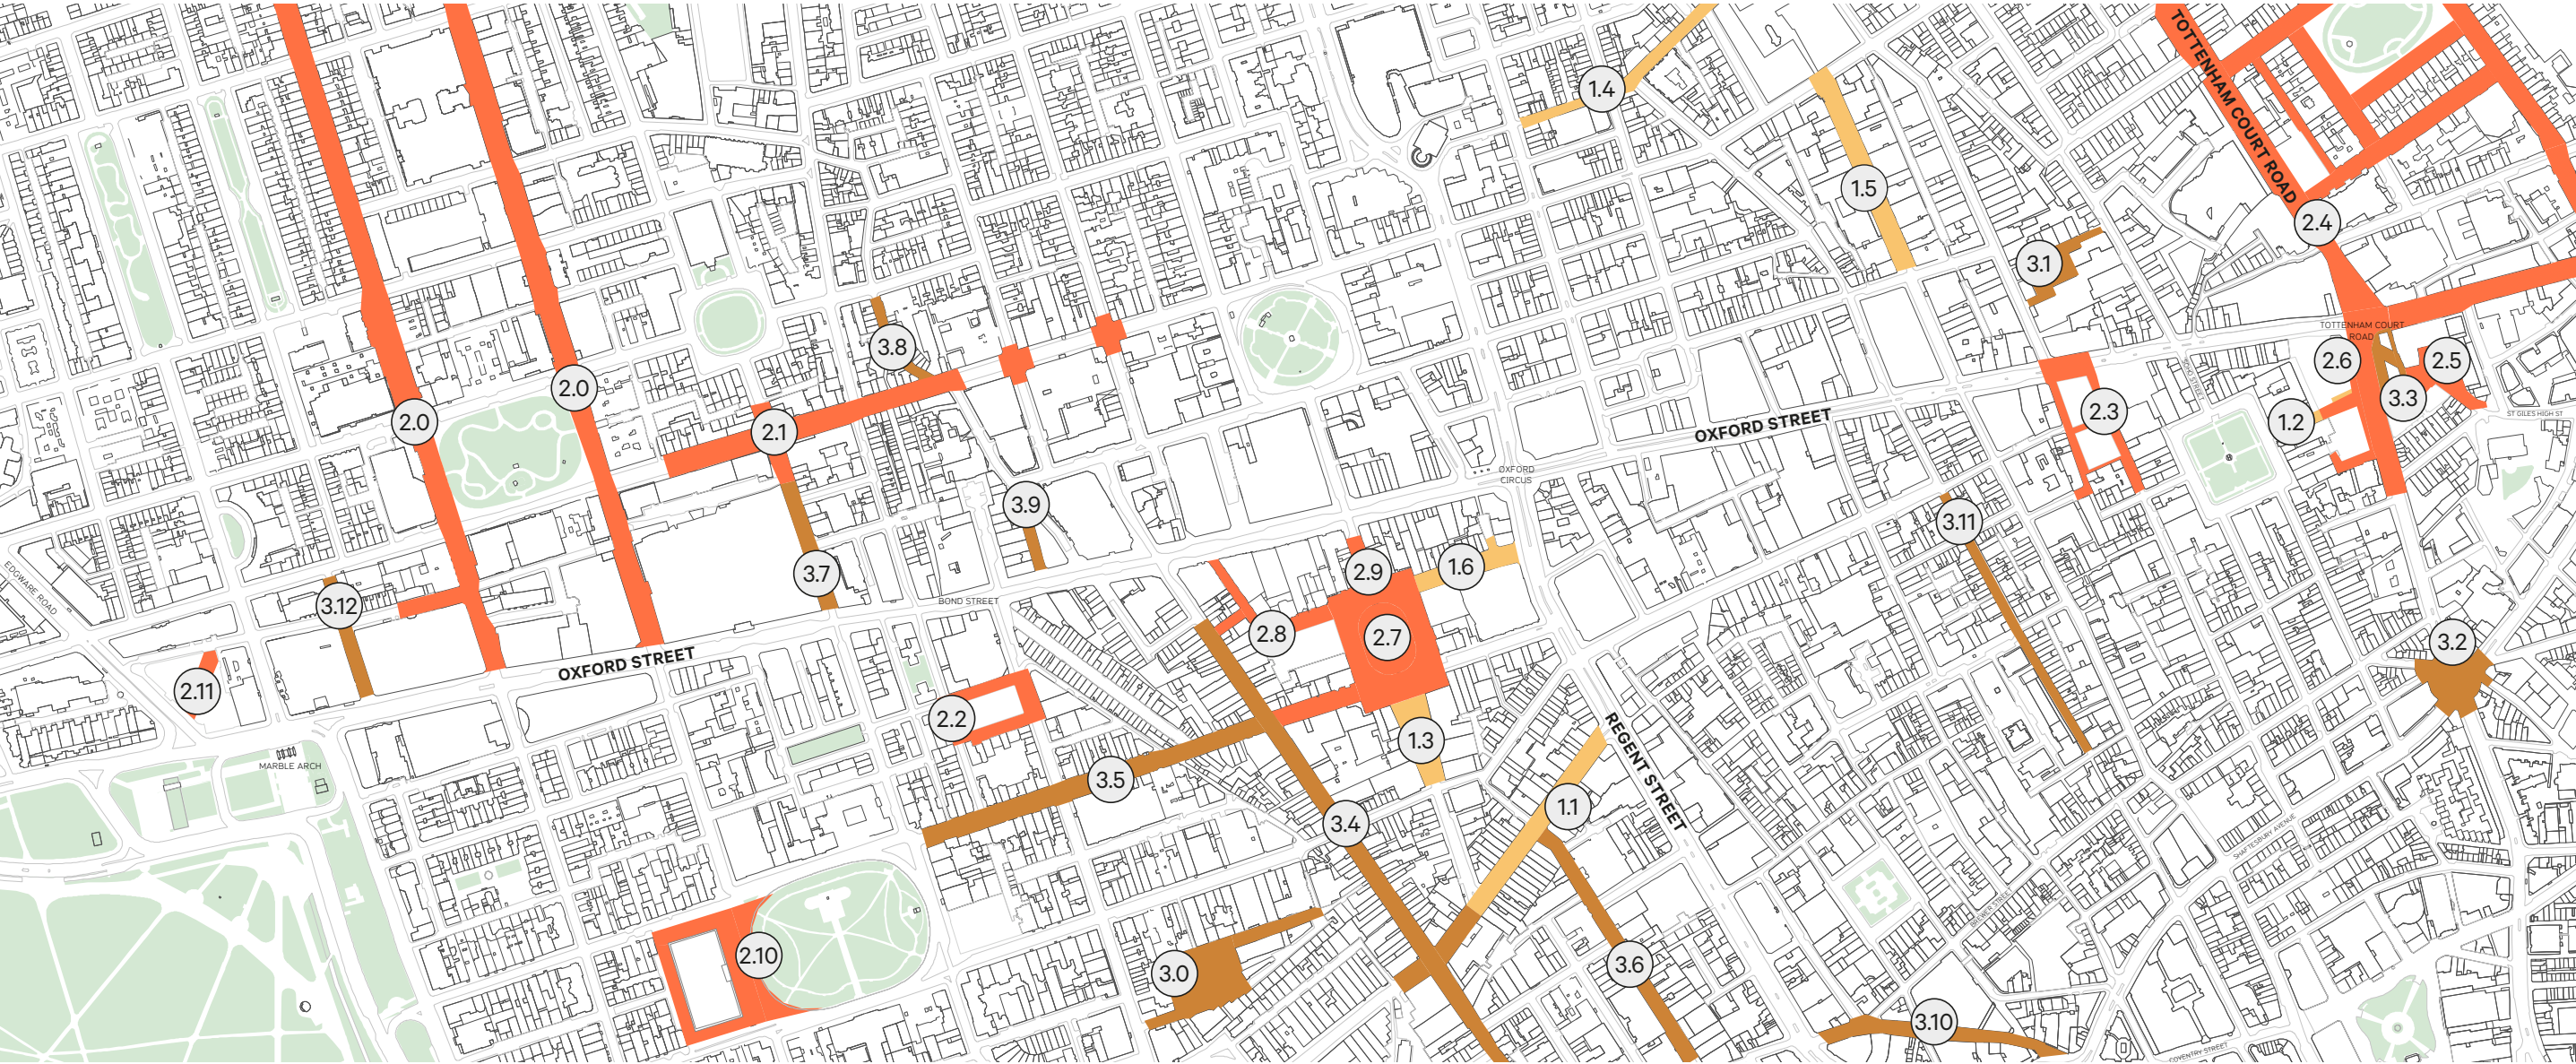 TOTTENHAM COURT ROAD
1.4
1.5
2.4
3.1
TOTTENHAM COURT
ROAD
3.8
2.6
2.5
2.0
2.0
3.3
2.1
2.3
1.2
ST GILES HIGH ST
OXFORD STREET
OXFORD
CIRCUS
3.9
3.11
2.9
1.6
3.7
EDGWARE ROAD
3.12
BOND STREET
2.8
2.7
3.2
OXFORD STREET
2.11
2.2
1.3
REGENT STREET
MARBLE ARCH
3.5
1.1
3.4
SHAFTESBURY AVENUE
BREWER STREET
2.10
3.0
3.6
3.10
COVENTRY STREET